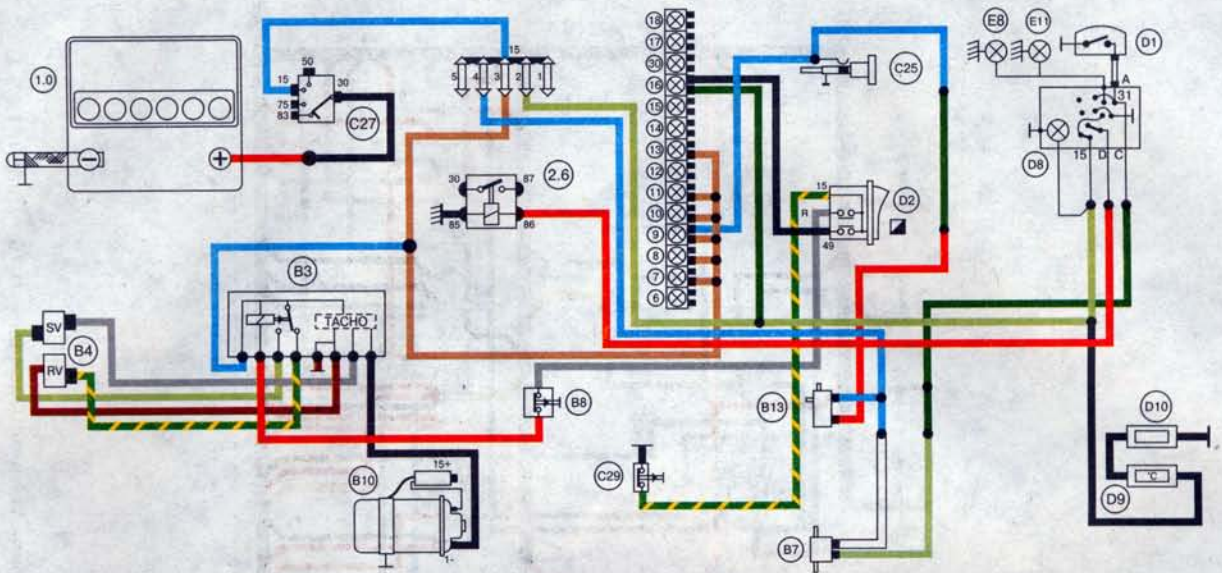 1.0
− +
15
50
30
75
83
C27
15
5 4 3 2 1
30
87
85
86
2.6
18
17
30
16
15
14
13
12
11
10
9
8
7
6
C25
E8
E11
D1
A
31
D8
15 D C
15
R
49
D2
B3
TACHO
SV
B4
RV
B8
B10
15+
1-
C29
B13
B7
D10
°C
D9